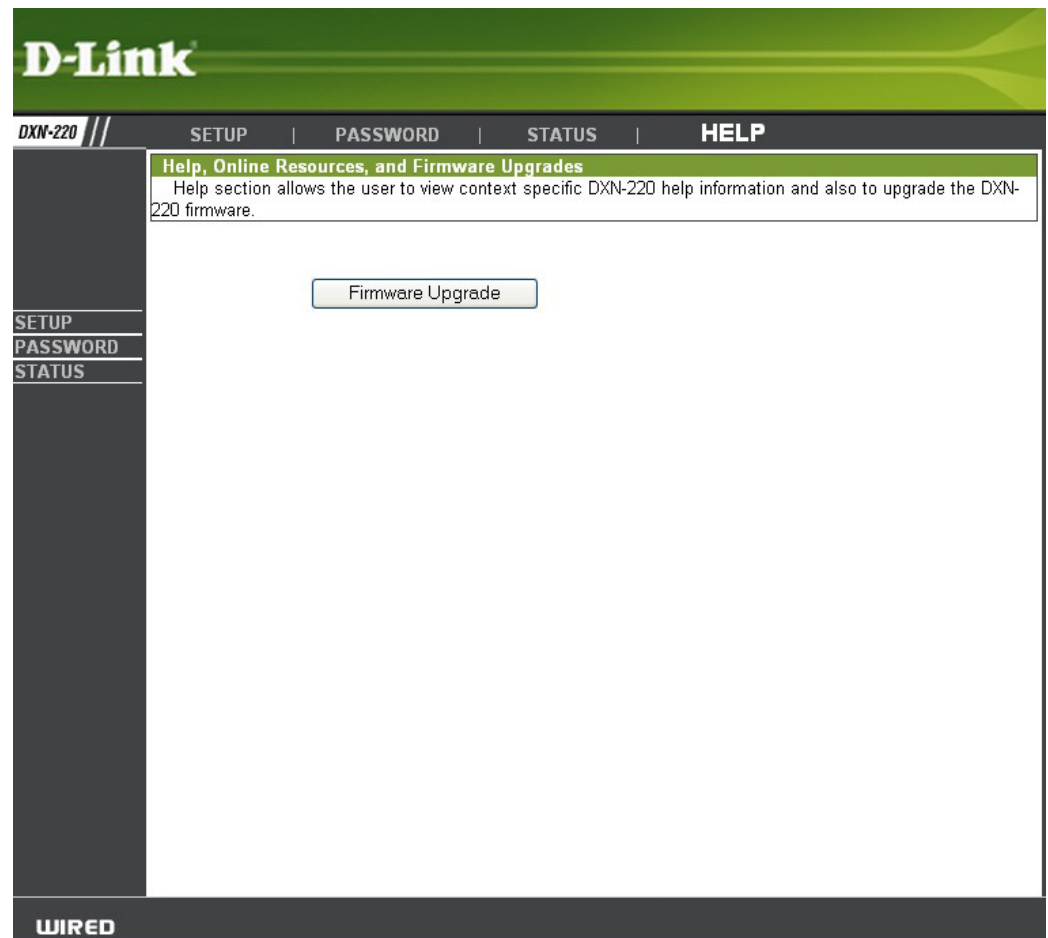 D-Link
DXN-220
SETUP | PASSWORD | STATUS | HELP
Help, Online Resources, and Firmware Upgrades
Help section allows the user to view context specific DXN-220 help information and also to upgrade the DXN-
220 firmware.
Firmware Upgrade
SETUP
PASSWORD
STATUS
WIRED